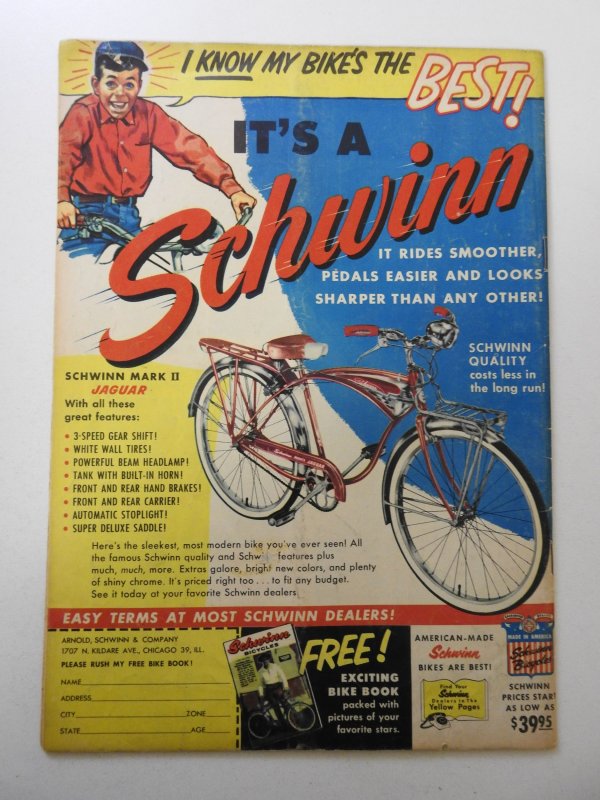 I KNOW MY BIKE'S THE BEST!
IT'S A
Schwinn
IT RIDES SMOOTHER,
PEDALS EASIER AND LOOKS
SHARPER THAN ANY OTHER!
SCHWINN
QUALITY
costs less in
the long run!
SCHWINN MARK II
JAGUAR
With all these
great features:
• 3-SPEED GEAR SHIFT!
• WHITE WALL TIRES!
• POWERFUL BEAM HEADLAMP!
• TANK WITH BUILT-IN HORN!
• FRONT AND REAR HAND BRAKES!
• FRONT AND REAR CARRIER!
• AUTOMATIC STOPLIGHT!
• SUPER DELUXE SADDLE!
Here's the sleekest, most modern bike you've ever seen! All
the famous Schwinn quality and Schw features plus
much, much, more. Extras galore, bright new colors, and plenty
of shiny chrome. It's priced right too . . . to fit any budget.
See it today at your favorite Schwinn dealers
EASY TERMS AT MOST SCHWINN DEALERS!
ARNOLD, SCHWINN & COMPANY
1707 N. KILDARE AVE., CHICAGO 39, ILL.
PLEASE RUSH MY FREE BIKE BOOK!
NAME
ADDRESS
CITY ZONE
STATE AGE
Schwinn
BICYCLES
FREE!
EXCITING
BIKE BOOK
packed with
pictures of your
favorite stars.
AMERICAN-MADE
Schwinn
BIKES ARE BEST!
Find Your
Schwinn
Dealers In The
Yellow Pages
MADE IN AMERICA
Schwinn
Bicycles
SCHWINN
PRICES START
AS LOW AS
$39.95